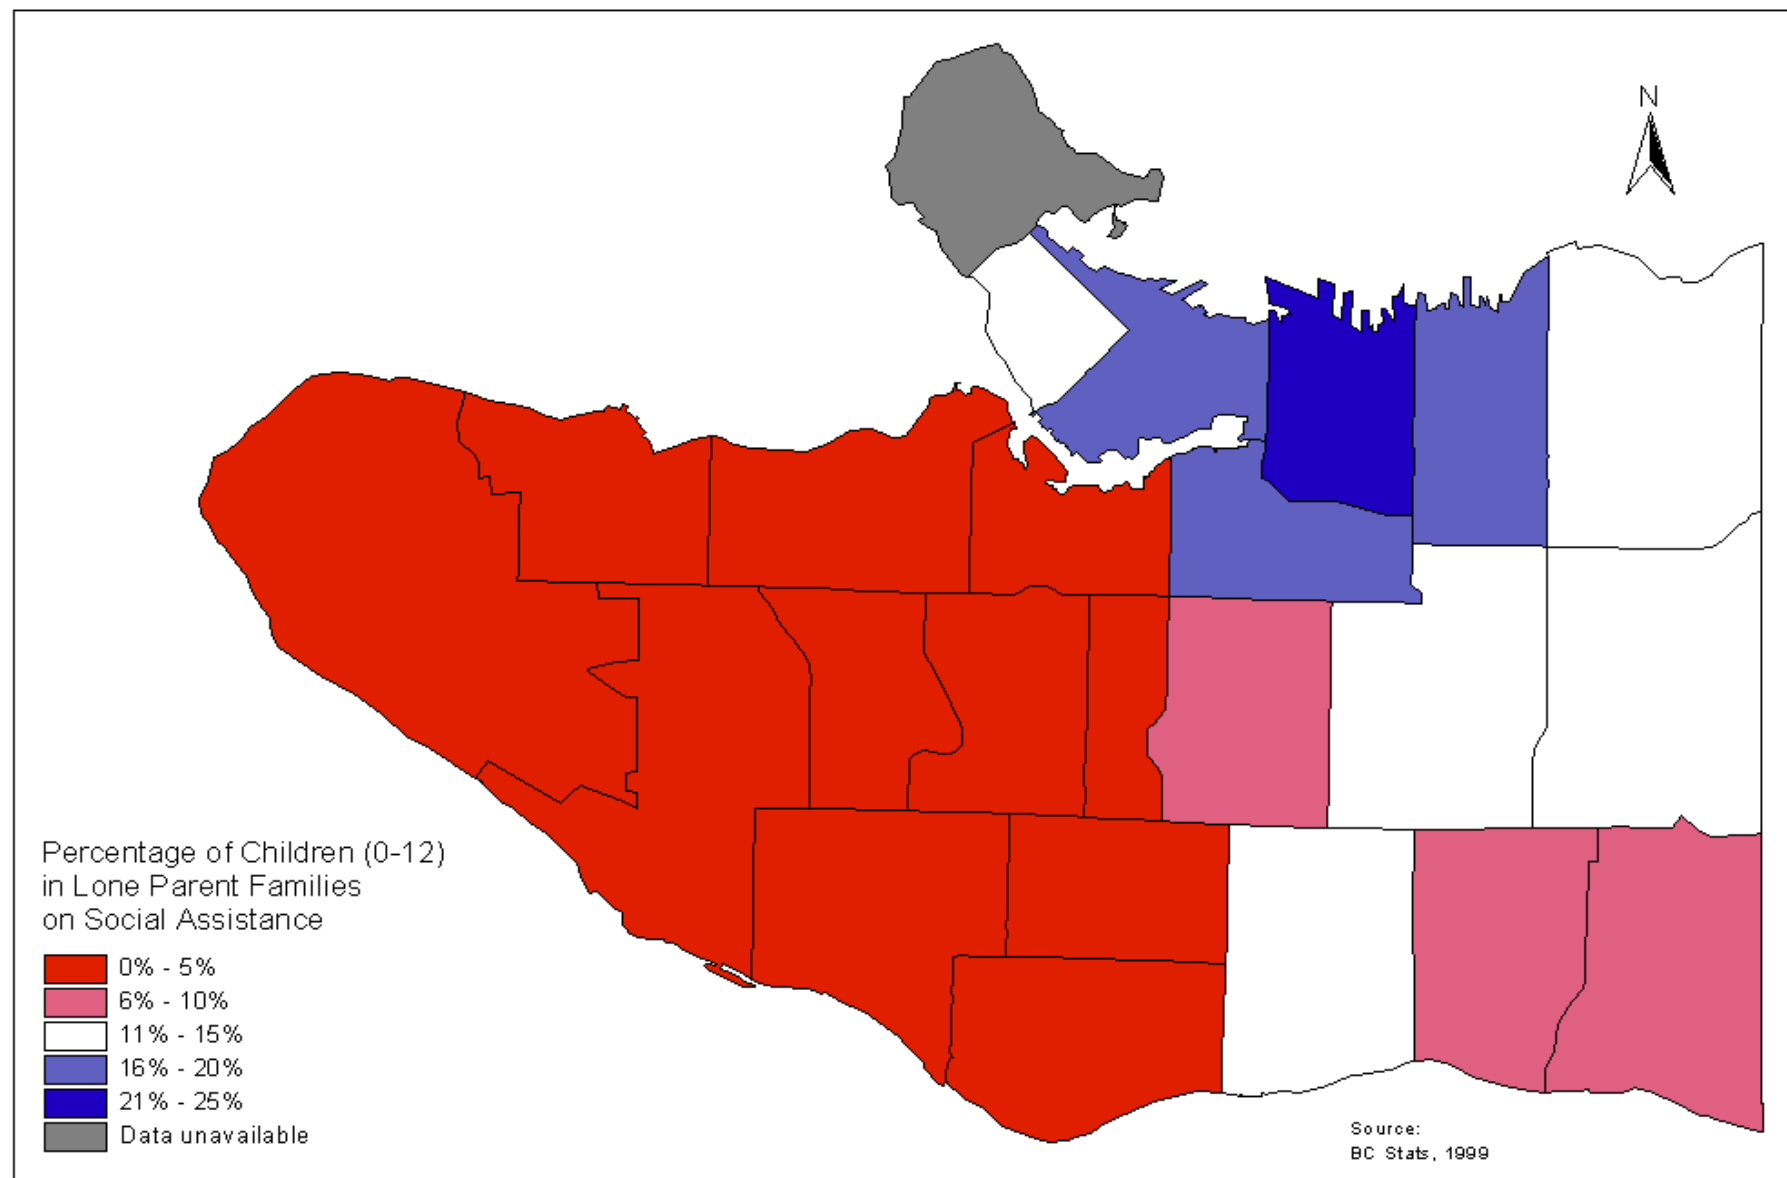 N
Percentage of Children (0-12)
in Lone Parent Families
on Social Assistance
0% - 5%
6% - 10%
11% - 15%
16% - 20%
21% - 25%
Data unavailable
Source:
BC Stats, 1999